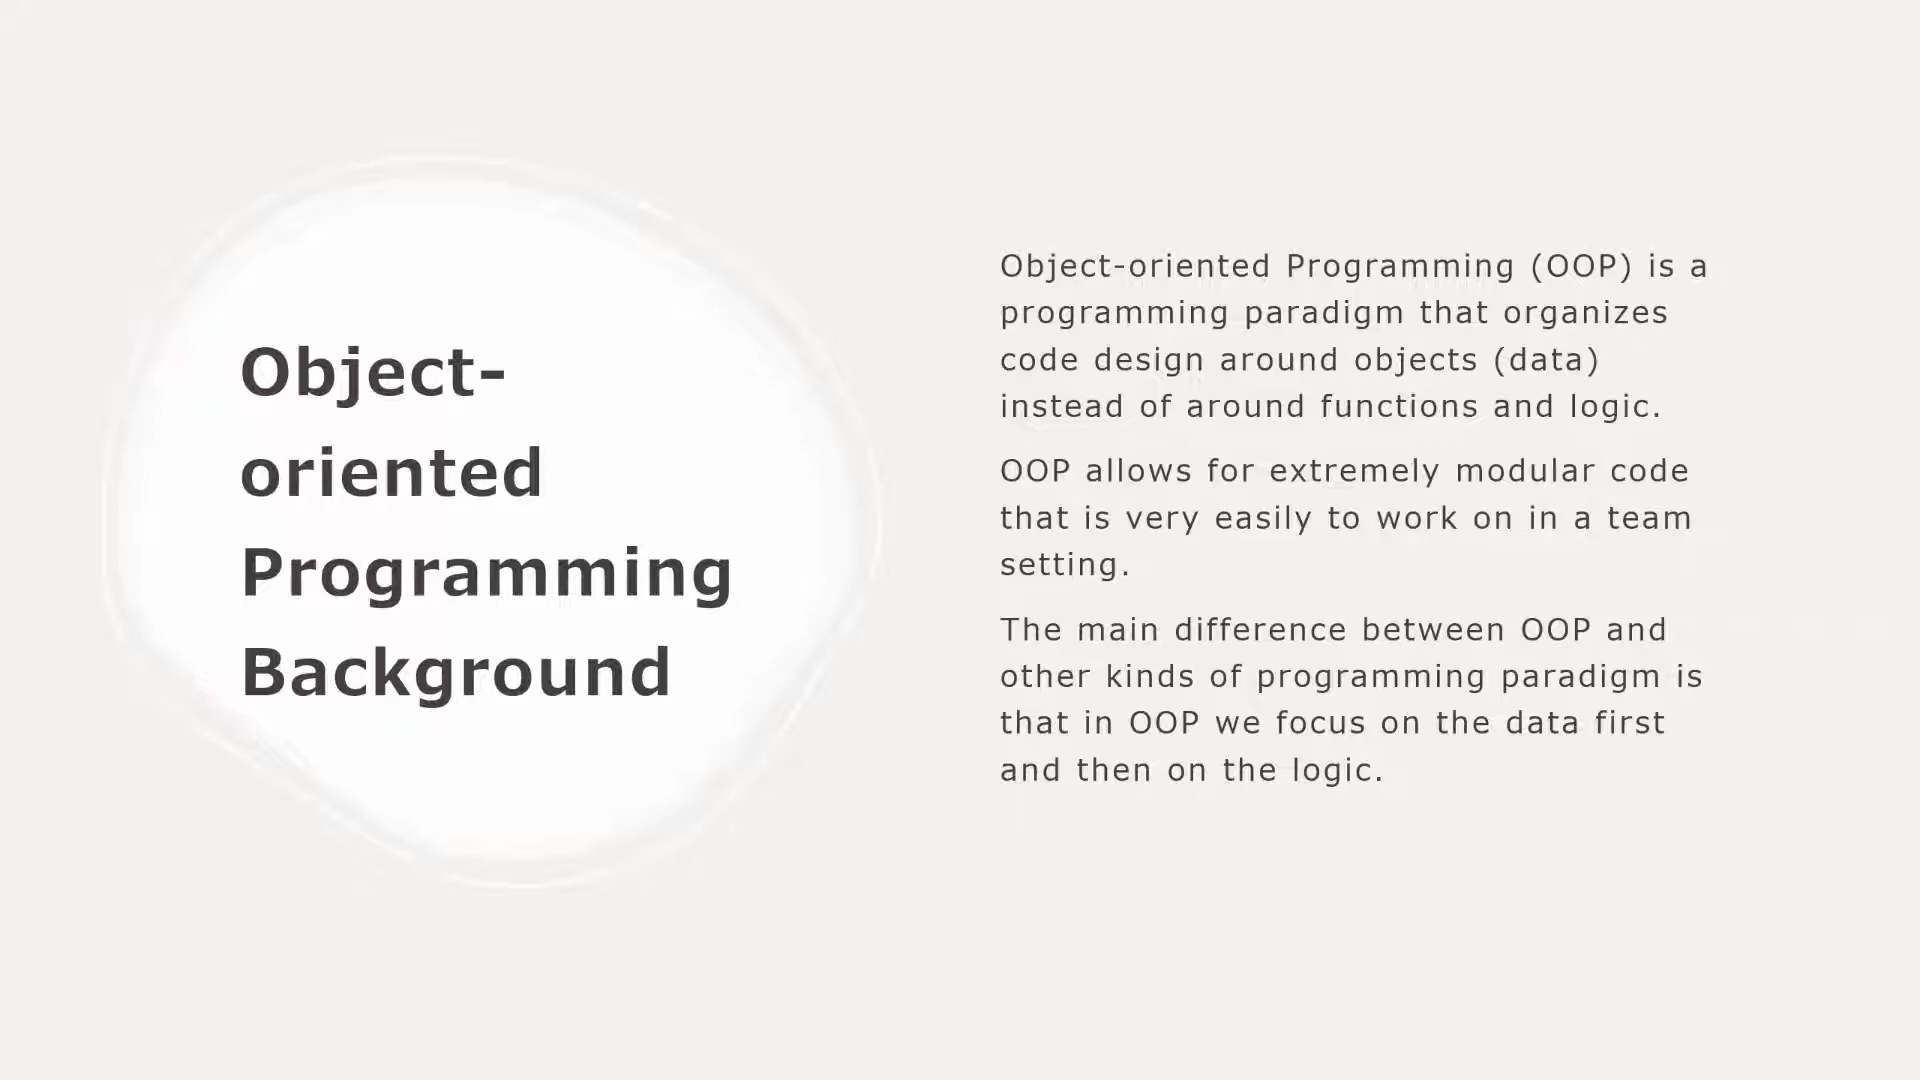 Object-
oriented
Programming
Background
Object-oriented Programming (OOP) is a
programming paradigm that organizes
code design around objects (data)
instead of around functions and logic.
OOP allows for extremely modular code
that is very easily to work on in a team
setting.
The main difference between OOP and
other kinds of programming paradigm is
that in OOP we focus on the data first
and then on the logic.